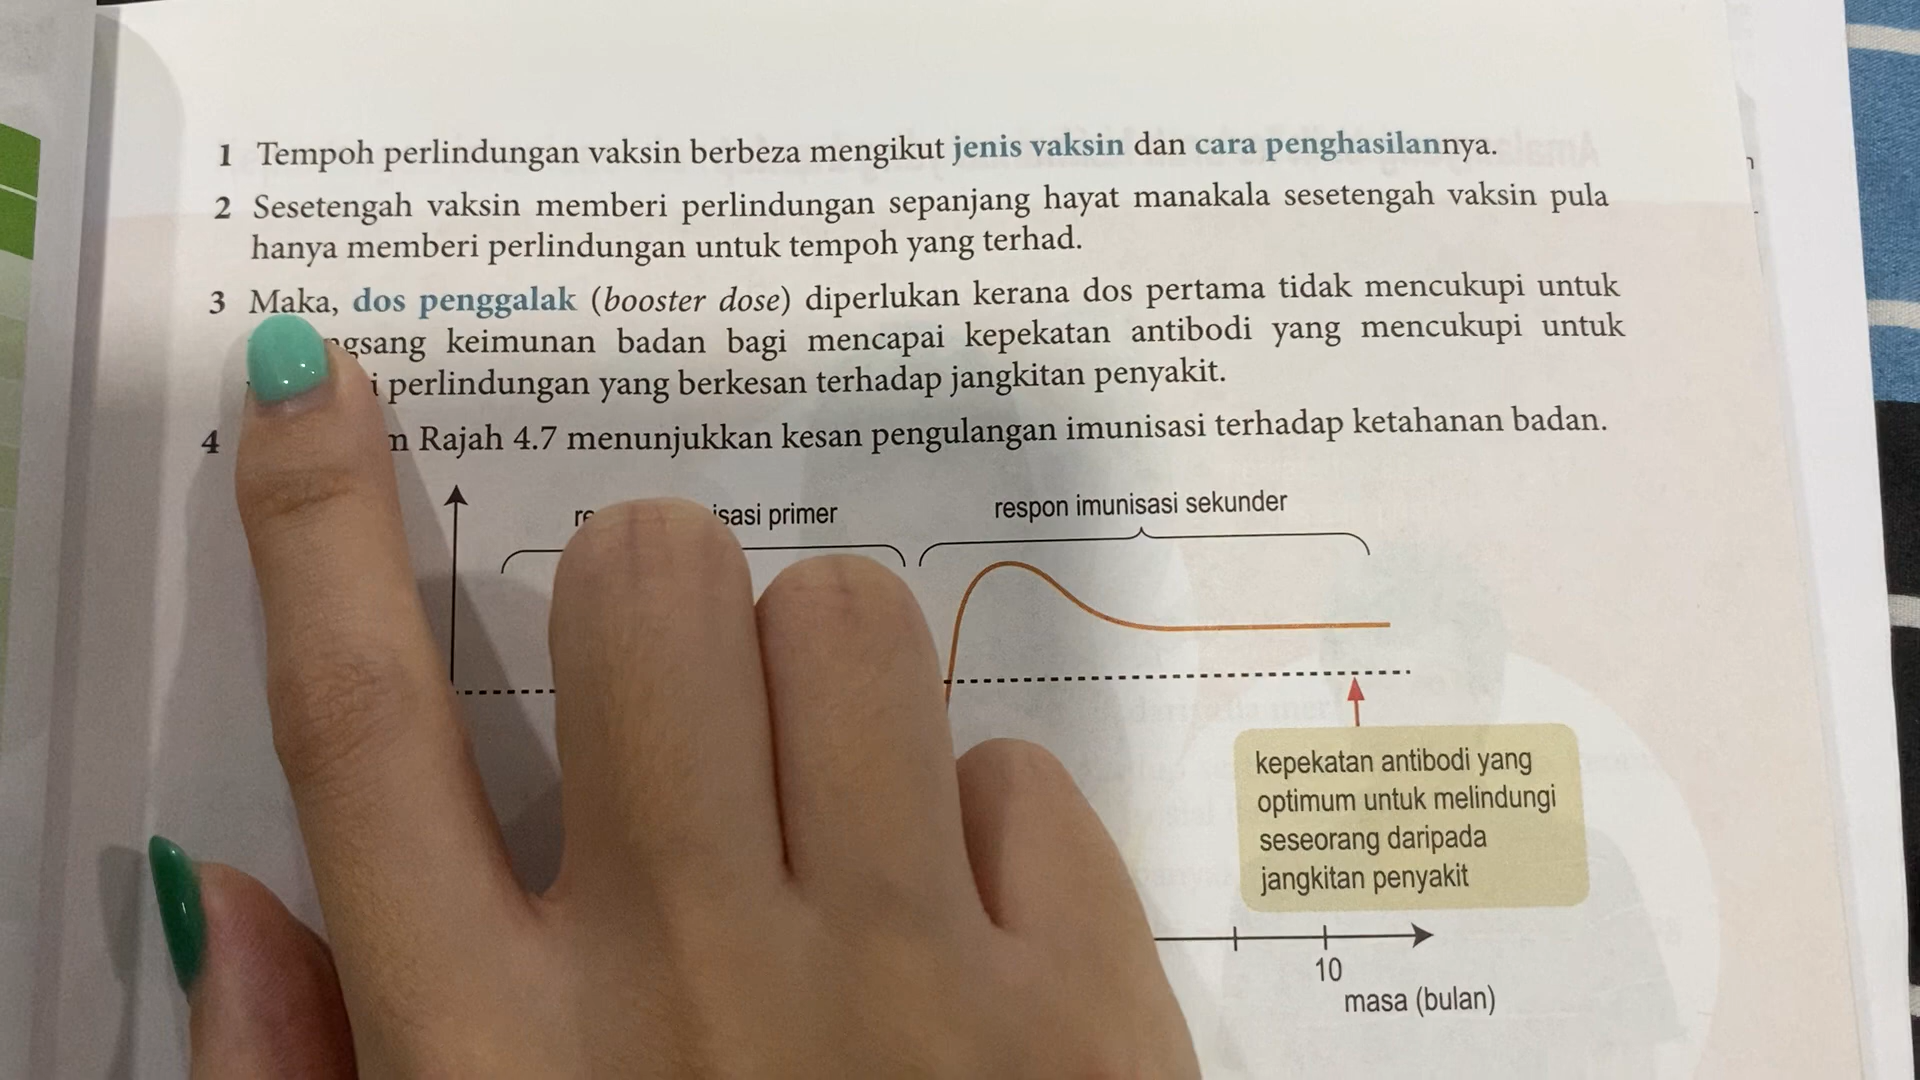 1 Tempoh perlindungan vaksin berbeza mengikut jenis vaksin dan cara penghasilannya.
2 Sesetengah vaksin memberi perlindungan sepanjang hayat manakala sesetengah vaksin pula
hanya memberi perlindungan untuk tempoh yang terhad.
3 Maka, dos penggalak (booster dose) diperlukan kerana dos pertama tidak mencukupi untuk
keimunan badan bagi mencapai kepekatan antibodi yang mencukupi untuk
perlindungan yang berkesan terhadap jangkitan penyakit.
4 Rajah 4.7 menunjukkan kesan pengulangan imunisasi terhadap ketahanan badan.
primer
respon imunisasi sekunder
kepekatan antibodi yang
optimum untuk melindungi
seseorang daripada
jangkitan penyakit
10
masa (bulan)